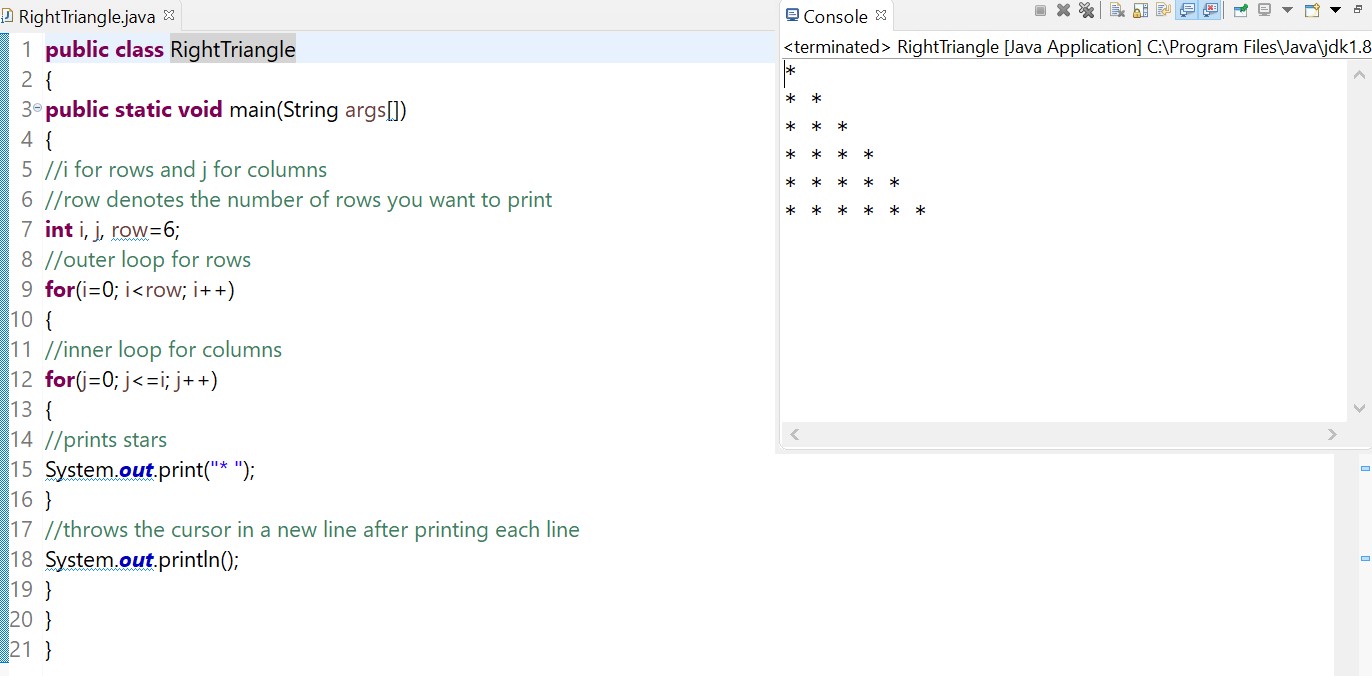 RightTriangle.java
1 public class RightTriangle
2 {
3 public static void main(String args[])
4 {
5 //i for rows and j for columns
6 //row denotes the number of rows you want to print
7 int i, j, row=6;
8 //outer loop for rows
9 for(i=0; i<row; i++)
10 {
11 //inner loop for columns
12 for(j=0; j<=i; j++)
13 {
14 //prints stars
15 System.out.print("* ");
16 }
17 //throws the cursor in a new line after printing each line
18 System.out.println();
19 }
20 }
21 }
Console
<terminated> RightTriangle [Java Application] C:\Program Files\Java\jdk1.8
*
* *
* * *
* * * *
* * * * *
* * * * * *